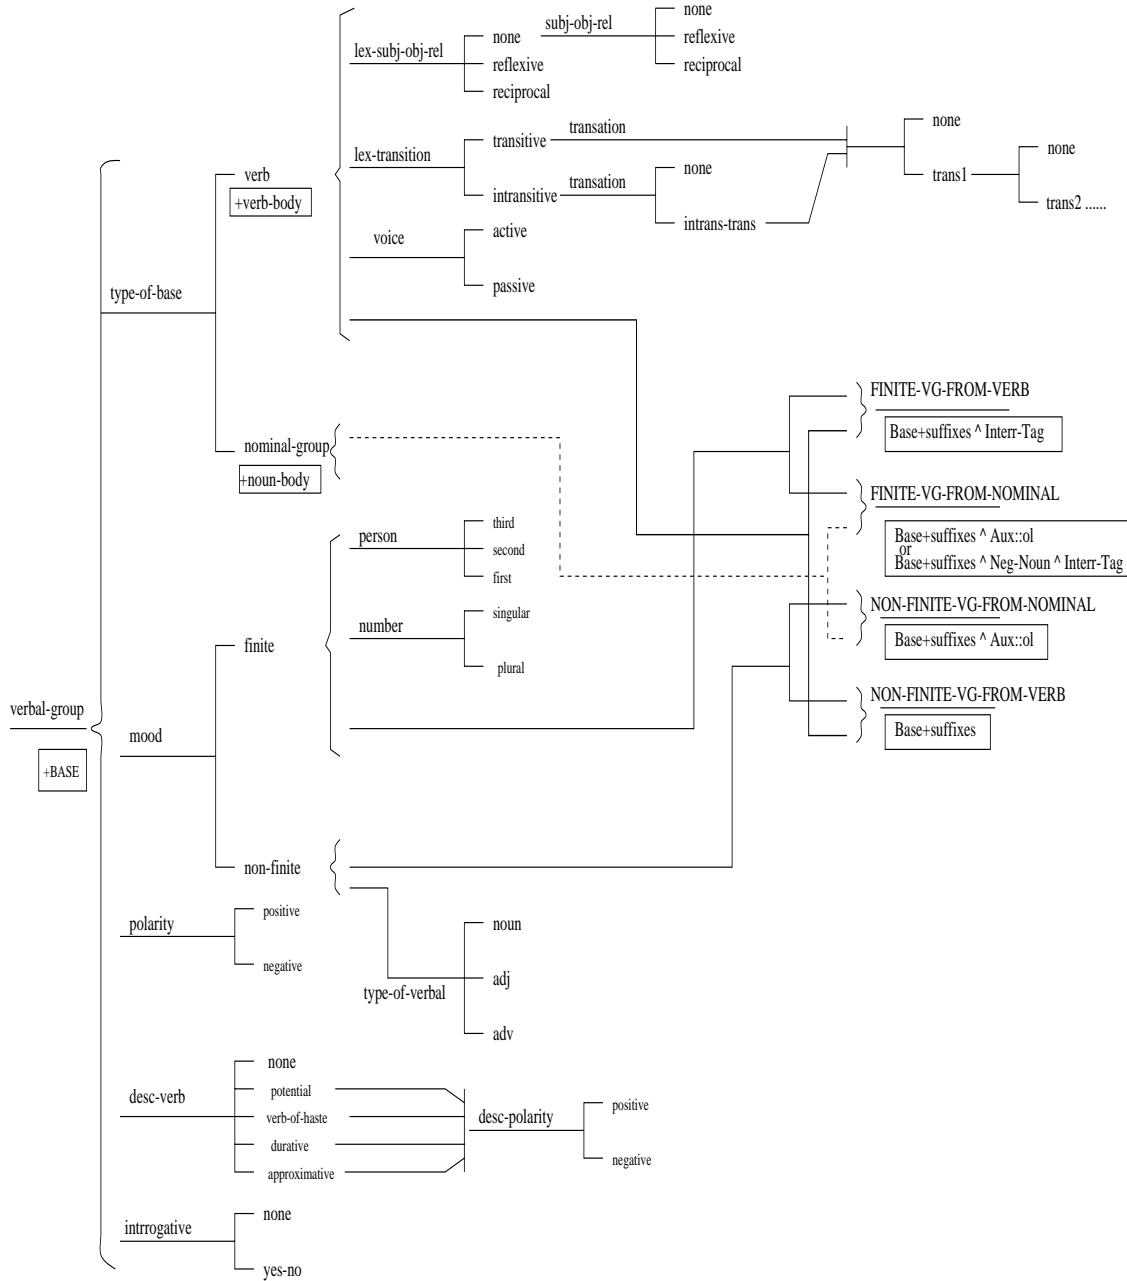 none
subj-obj-rel
none
lex-subj-obj-rel
none
reflexive
reflexive
reciprocal
reciprocal
transation
none
transitive
lex-transition
none
none
verb
transation
trans1
+verb-body
intransitive
trans2 ......
intrans-trans
active
voice
passive
type-of-base
FINITE-VG-FROM-VERB
Base+suffixes ^ Interr-Tag
nominal-group
+noun-body
FINITE-VG-FROM-NOMINAL
person
third
second
first
Base+suffixes ^ Aux::ol
or
Base+suffixes ^ Neg-Noun ^ Interr-Tag
NON-FINITE-VG-FROM-NOMINAL
number
singular
plural
finite
Base+suffixes ^ Aux::ol
NON-FINITE-VG-FROM-VERB
Base+suffixes
verbal-group
+BASE
mood
non-finite
polarity
positive
negative
noun
adj
type-of-verbal
adv
none
desc-verb
potential
verb-of-haste
durative
approximative
desc-polarity
positive
negative
none
intrrogative
yes-no